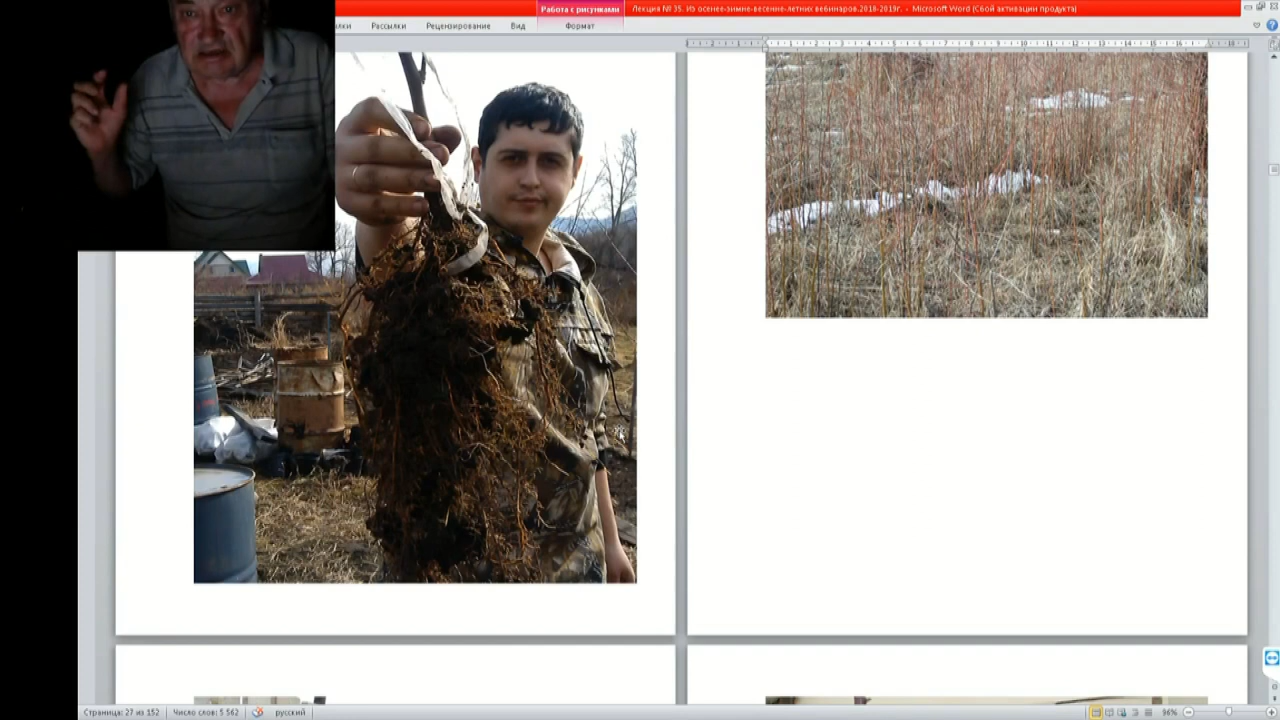 Работа с рисунками
Лекция № 35. Из осенее-зимне-весенне-летних вебинаров.2018-2019г. - Microsoft Word (Сбой активации продукта)
Рассылки Рецензирование Вид Формат
Страница: 27 из 152 Число слов: 5 562 русский 96%